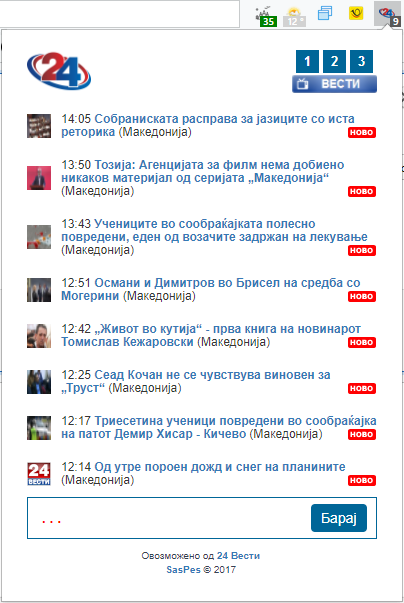 35
12 *
9
24
1 2 3
ВЕСТИ
14:05 Собраниската расправа за јазиците со иста
реторика (Македонија)
ново
13:50 Тозија: Агенцијата за филм нема добиено
никаков материјал од серијата „Македонија“
(Македонија)
ново
13:43 Учениците во сообраќајката полесно
повредени, еден од возачите задржан на лекување
(Македонија)
ново
12:51 Османи и Димитров во Брисел на средба со
Могерини (Македонија)
ново
12:42 „Живот во кутија“ - прва книга на новинарот
Томислав Кежаровски (Македонија)
ново
12:25 Сеад Кочан не се чувствува виновен за
„Труст“ (Македонија)
ново
12:17 Триесетина ученици повредени во сообраќајка
на патот Демир Хисар - Кичево (Македонија)
ново
24
ВЕСТИ
12:14 Од утре пороен дожд и снег на планините
(Македонија)
ново
...
Барај
Овозможено од 24 Вести
SasPes © 2017